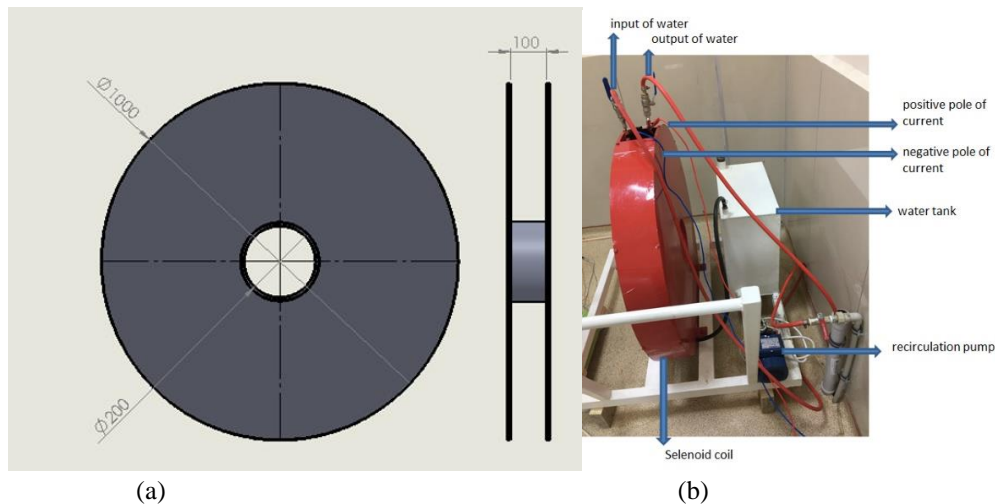 Ø1000
Ø200
100
input of water
output of water
positive pole of
current
negative pole of
current
water tank
recirculation pump
Selenoid coil
(a)
(b)